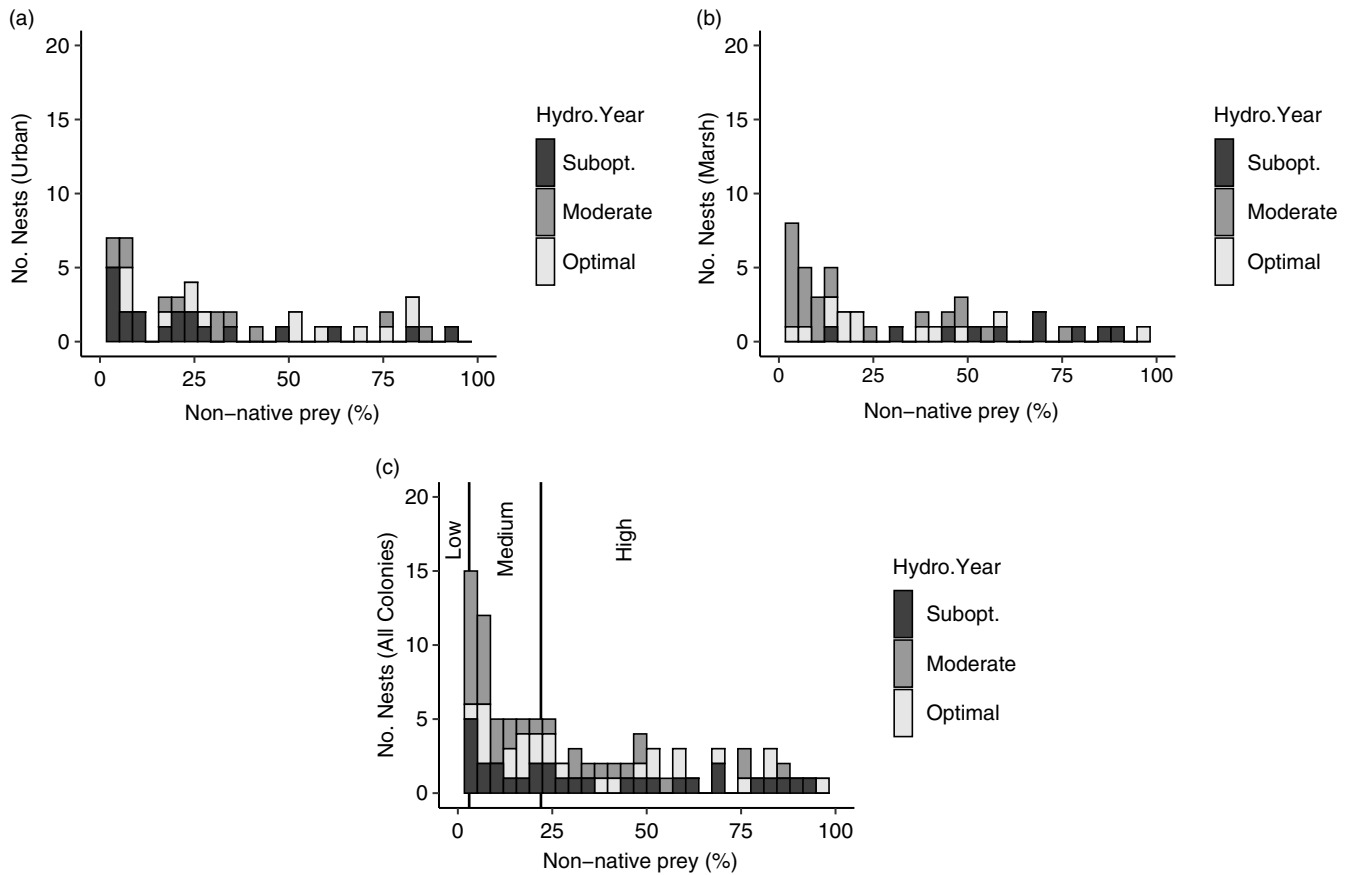 (a)
No. Nests (Urban)
20
15
10
5
0
0 25 50 75 100
Non−native prey (%)
Hydro.Year
Subopt.
Moderate
Optimal
(b)
No. Nests (Marsh)
20
15
10
5
0
0 25 50 75 100
Non−native prey (%)
Hydro.Year
Subopt.
Moderate
Optimal
(c)
No. Nests (All Colonies)
20
15
10
5
0
Low
Medium
High
0 25 50 75 100
Non−native prey (%)
Hydro.Year
Subopt.
Moderate
Optimal